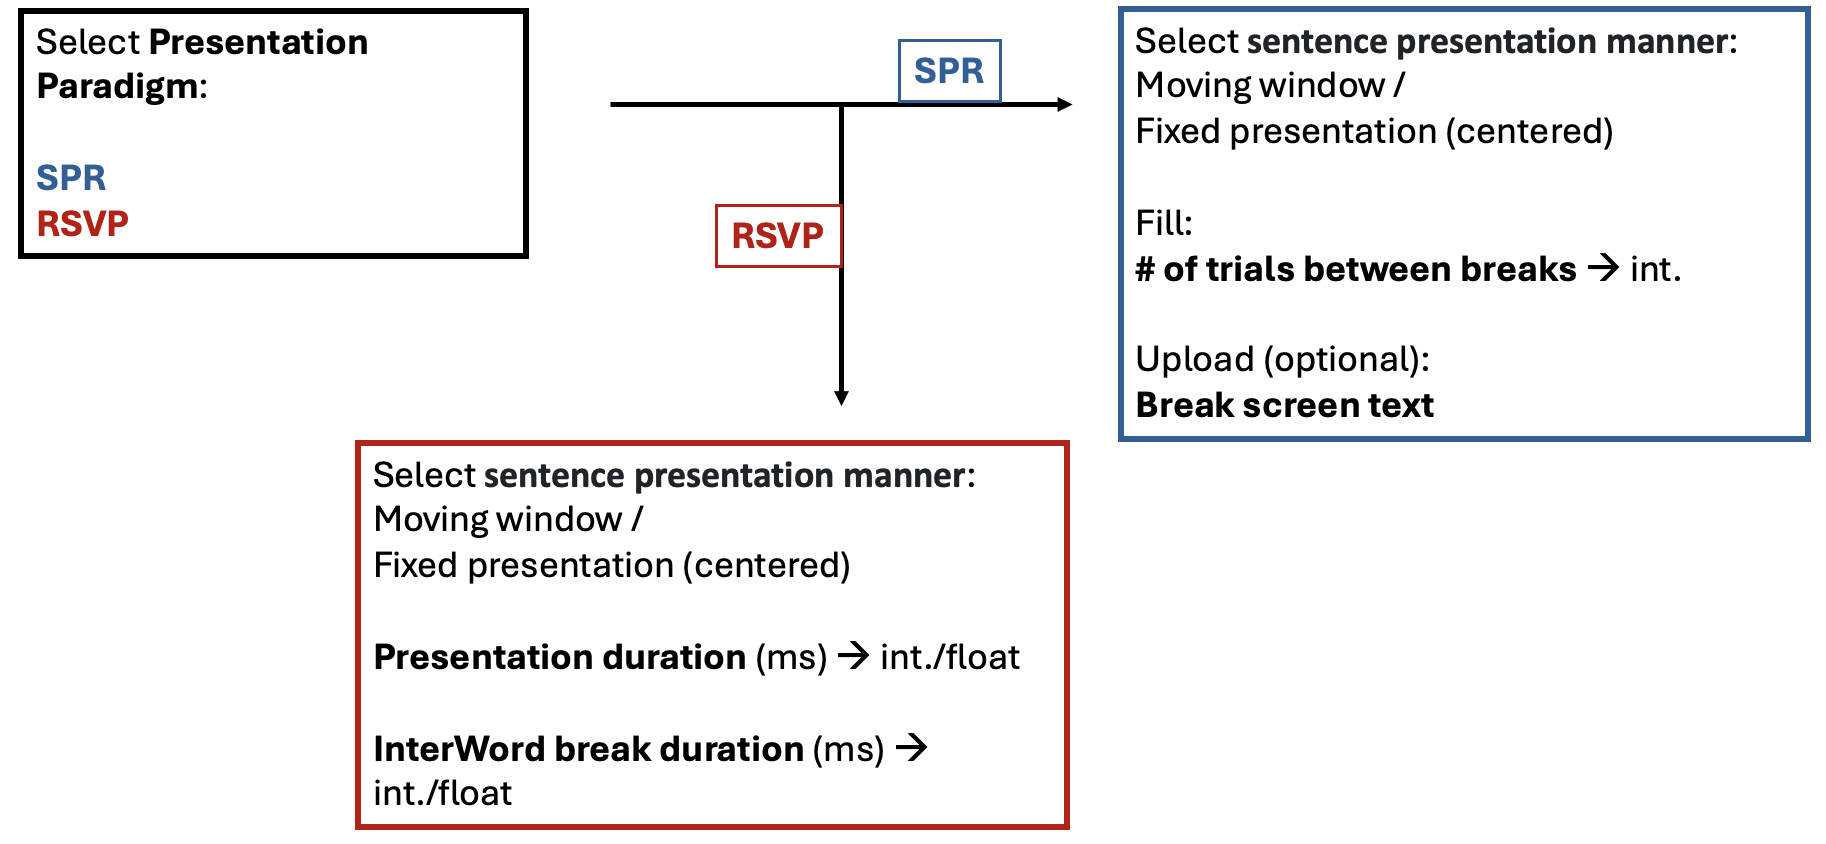 Select Presentation
Paradigm:
SPR
RSVP
SPR
RSVP
Select sentence presentation manner:
Moving window /
Fixed presentation (centered)
Fill:
# of trials between breaks → int.
Upload (optional):
Break screen text
Select sentence presentation manner:
Moving window /
Fixed presentation (centered)
Presentation duration (ms) → int./float
InterWord break duration (ms) →
int./float